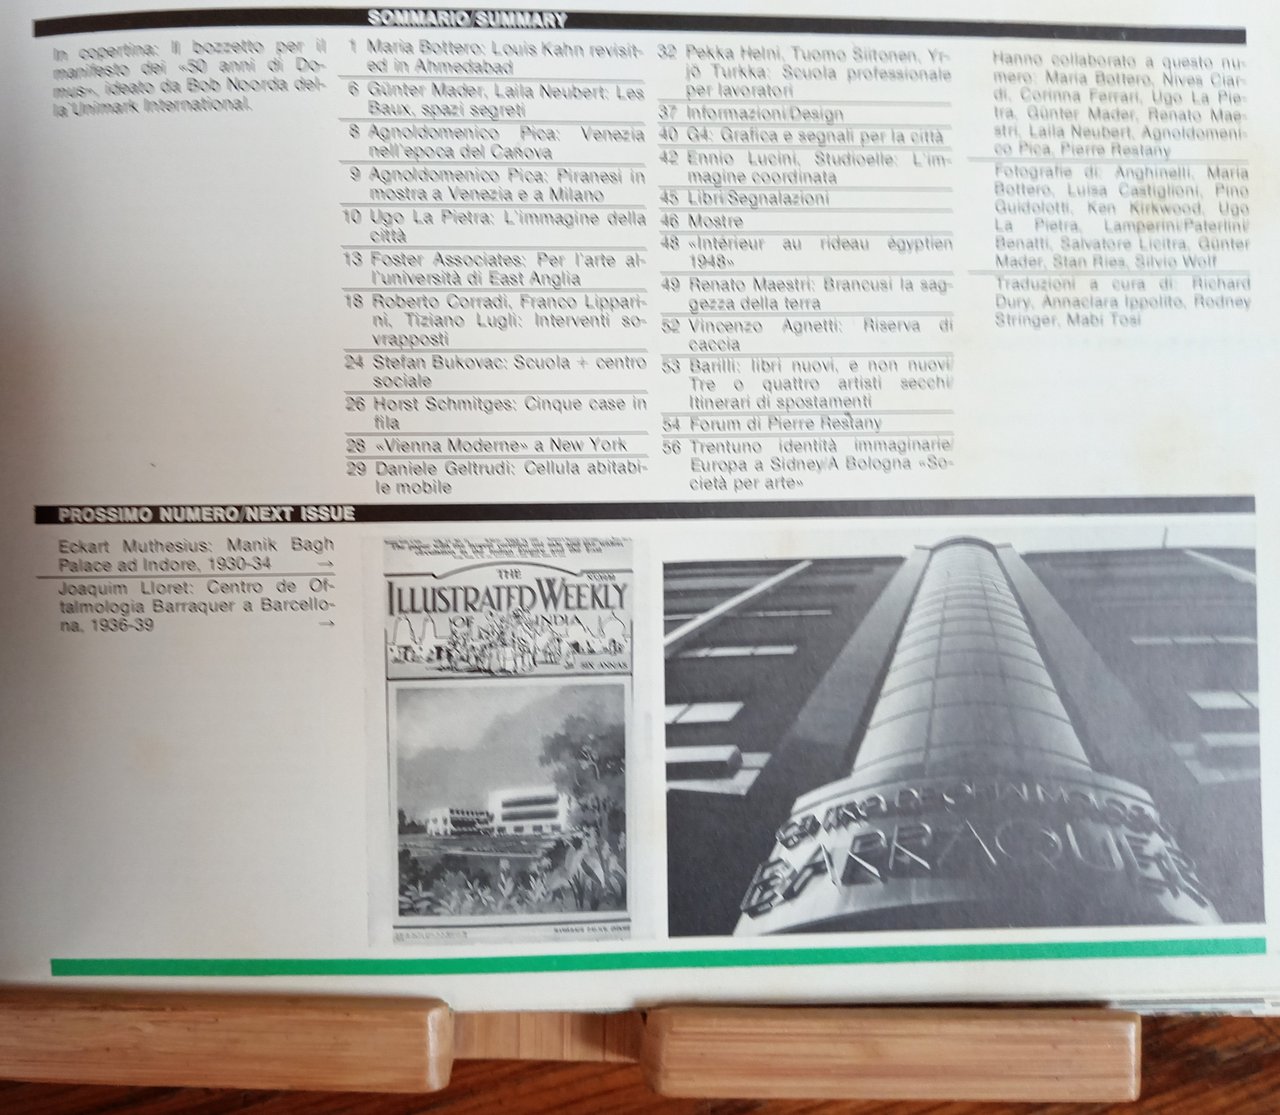 SOMMARIO/SUMMARY
In copertina: Il bozzetto per il
manifesto dei «50 anni di Do-
mus», ideato da Bob Noorda del-
la Unimark International.
1 Maria Bottero: Louis Kahn revisit-
ed in Ahmedabad
6 Günter Mader, Laila Neubert: Les
Baux, spazi segreti
8 Agnoldomenico Pica: Venezia
nell'epoca del Canova
9 Agnoldomenico Pica: Piranesi in
mostra a Venezia e a Milano
10 Ugo La Pietra: L'immagine della
città
13 Foster Associates: Per l'arte al-
l'università di East Anglia
18 Roberto Corradi, Franco Lippari-
ni, Tiziano Lugli: Interventi so-
vrapposti
24 Stefan Bukovac: Scuola + centro
sociale
26 Horst Schmitges: Cinque case in
fila
28 «Vienna Moderne» a New York
29 Daniele Geltrudi: Cellula abitabi-
le mobile
32 Pekka Helni, Tuomo Siitonen, Yr-
jö Turkka: Scuola professionale
per lavoratori
37 Informazioni/Design
40 G4: Grafica e segnali per la città
42 Ennio Lucini, Studioelle: L'im-
magine coordinata
45 Libri/Segnalazioni
46 Mostre
48 «Intérieur au rideau égyptien
1948»
49 Renato Maestri: Brancusi la sag-
gezza della terra
52 Vincenzo Agnetti: Riserva di
caccia
53 Barilli: libri nuovi, e non nuovi/
Tre o quattro artisti secchi/
Itinerari di spostamenti
54 Forum di Pierre Restany
56 Trentuno identità immaginarie/
Europa a Sidney/A Bologna «So-
cietà per arte»
Hanno collaborato a questo nu-
mero: Maria Bottero, Nives Ciar-
di, Corinna Ferrari, Ugo La Pie-
tra, Günter Mader, Renato Mae-
stri, Laila Neubert, Agnoldomeni-
co Pica, Pierre Restany
Fotografie di: Anghinelli, Maria
Bottero, Luisa Castiglioni, Pino
Guidolotti, Ken Kirkwood, Ugo
La Pietra, Lamperini/Paterlini/
Benatti, Salvatore Licitra, Günter
Mader, Stan Ries, Silvio Wolf
Traduzioni a cura di: Richard
Dury, Annaclara Ippolito, Rodney
Stringer, Mabi Tosi
PROSSIMO NUMERO/NEXT ISSUE
Eckart Muthesius: Manik Bagh
Palace ad Indore, 1930-34 →
Joaquim Lloret: Centro de Of-
talmologia Barraquer a Barcello-
na, 1936-39 →
THE
ILLUSTRATED WEEKLY
OF INDIA
SIX ANNAS
BARRAQUER